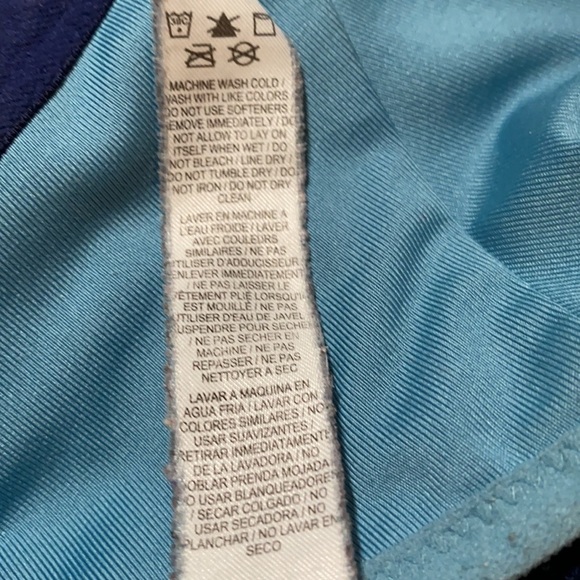 30C
MACHINE WASH COLD /
WASH WITH LIKE COLORS
DO NOT USE SOFTENERS /
REMOVE IMMEDIATELY / DO
NOT ALLOW TO LAY ON
ITSELF WHEN WET / DO
NOT BLEACH / LINE DRY /
DO NOT TUMBLE DRY / DO
NOT IRON / DO NOT DRY
CLEAN
LAVER EN MACHINE A
L'EAU FROIDE / LAVER
AVEC COULEURS
SIMILAIRES / NE PAS
UTILISER D'ADOUCISSEUR
ENLEVER IMMEDIATEMENT
/ NE PAS LAISSER LE
VÊTEMENT PLIÉ LORSQU'IL
EST MOUILLÉ / NE PAS
UTILISER D'EAU DE JAVEL
SUSPENDRE POUR SECHER
/ NE PAS SECHER EN
MACHINE / NE PAS
REPASSER / NE PAS
NETTOYER A SEC
LAVAR A MAQUINA EN
AGUA FRIA / LAVAR CON
COLORES SIMILARES / NO
USAR SUAVIZANTES /
RETIRAR INMEDIATAMENTE
DE LA LAVADORA / NO
DOBLAR PRENDA MOJADA
NO USAR BLANQUEADORES
/ SECAR COLGADO / NO
USAR SECADORA / NO
PLANCHAR / NO LAVAR EN
SECO